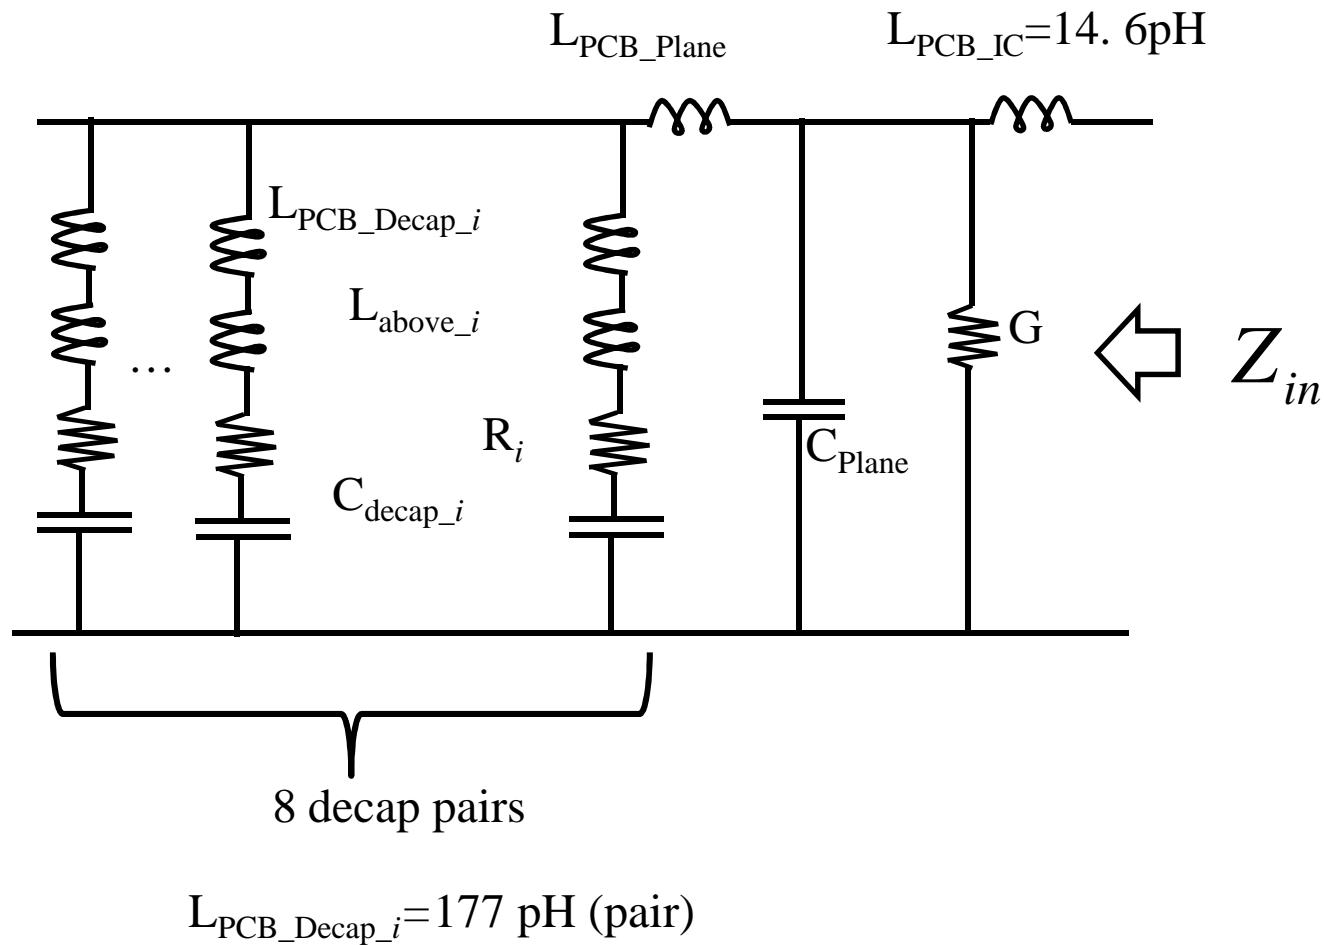 L_PCB_Plane
L_PCB_IC=14. 6pH
L_PCB_Decap_i
L_above_i
G
...
Z_in
R_i
C_Plane
C_decap_i
8 decap pairs
L_PCB_Decap_i=177 pH (pair)